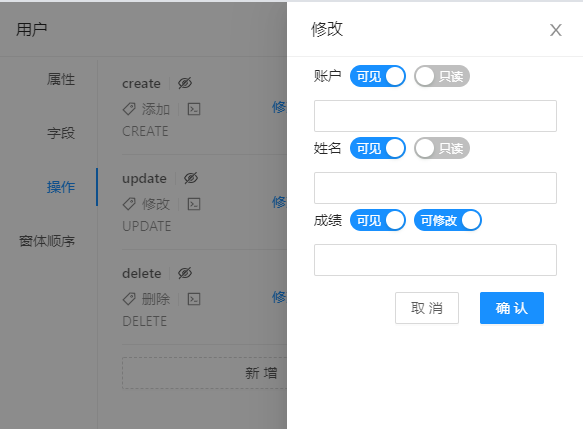 用户
属性
字段
操作
窗体顺序
create
添加
修
CREATE
update
修改
修
UPDATE
delete
删除
修
DELETE
新 增
修改
账户 可见 只读
姓名 可见 只读
成绩 可见 可修改
取 消 确 认